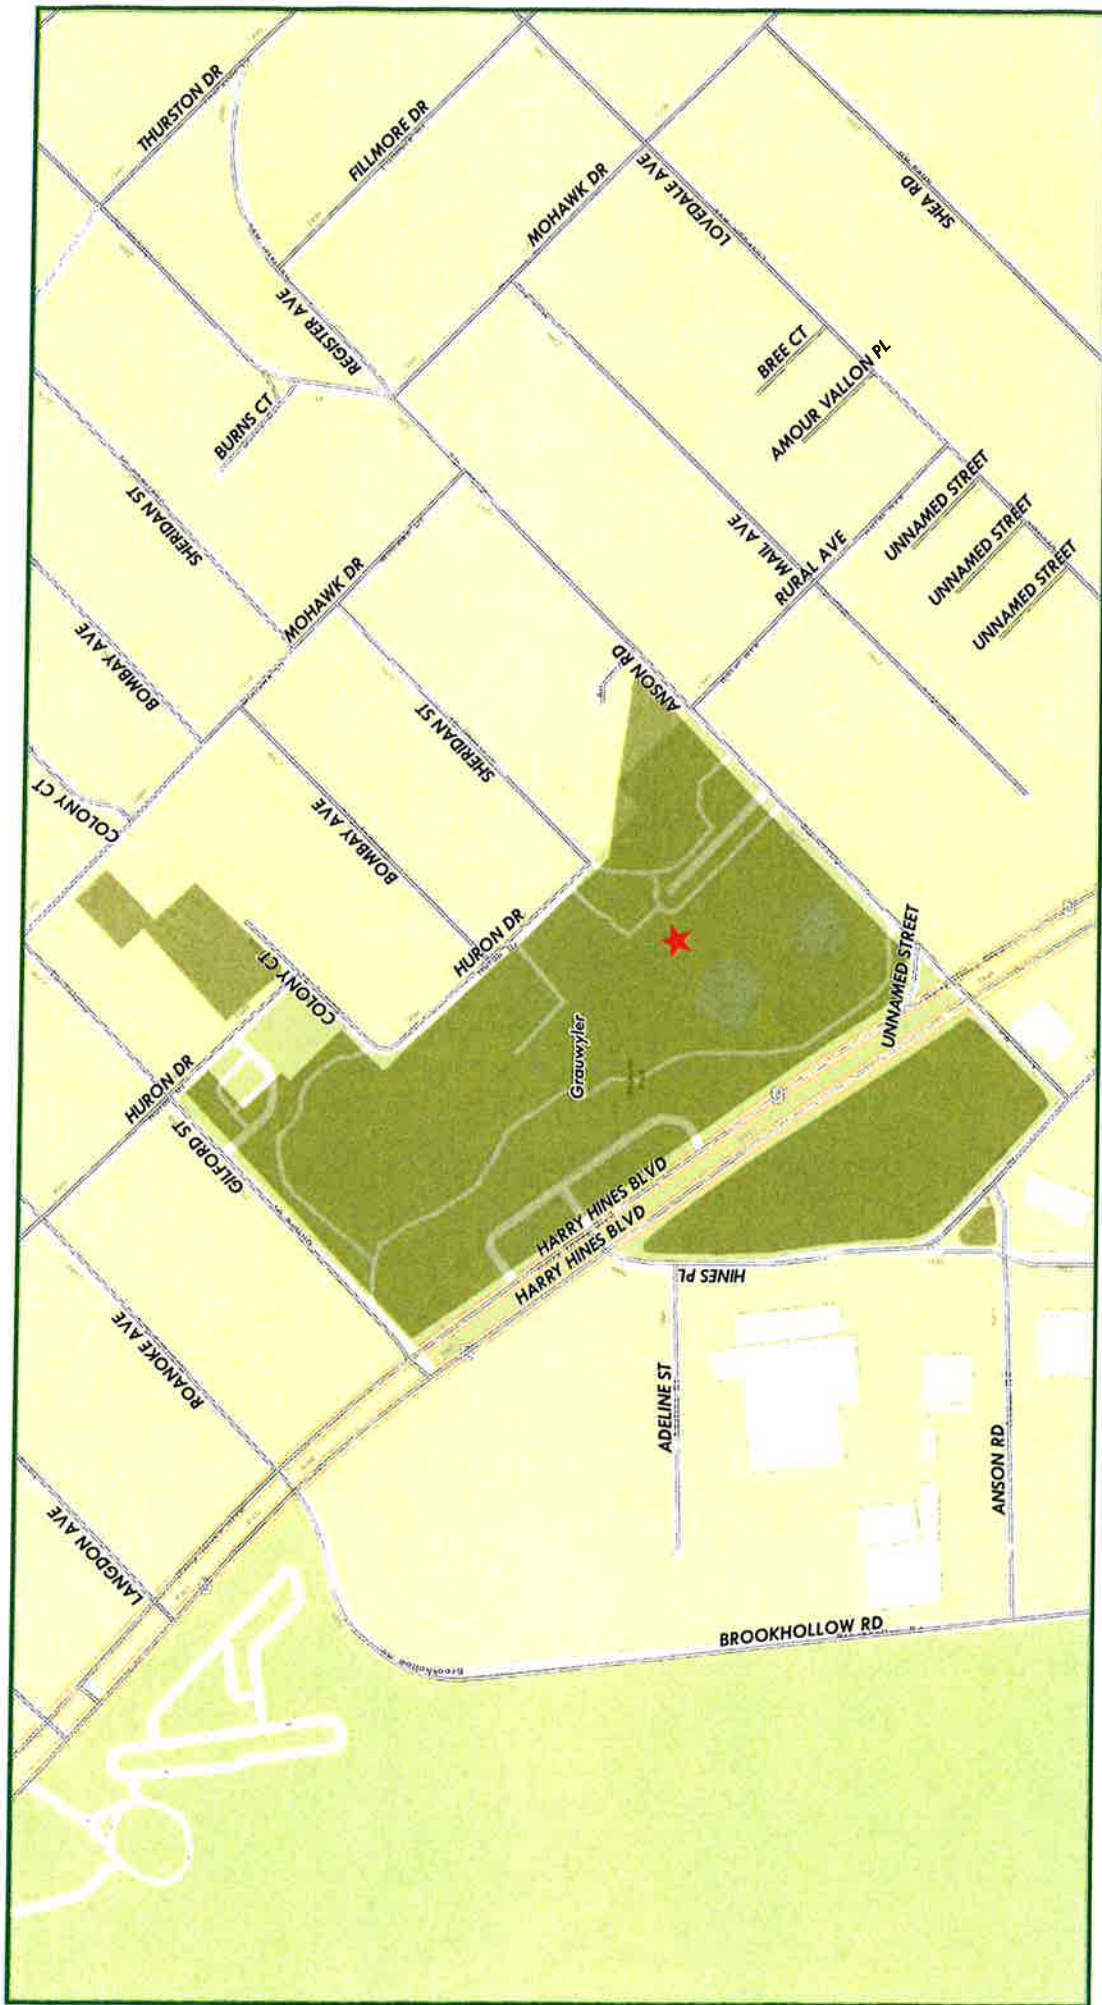 THURSTON DR
FILLMORE DR
MOHAWK DR
LOVEDALE AVE
SHEA RD
REGISTER AVE
BURNS CT
BREE CT
AMOUR VALLON PL
SHERIDAN ST
UNNAMED STREET
UNNAMED STREET
UNNAMED STREET
MAIL AVE
RURAL AVE
MOHAWK DR
BOMBAY AVE
ANSON RD
SHERIDAN ST
COLONY CT
BOMBAY AVE
HURON DR
COLONY CT
UNNAMED STREET
Grauwyler
HURON DR
GILFORD ST
HARRY HINES BLVD
HARRY HINES BLVD
HINES PL
ROANOKE AVE
ADELINE ST
ANSON RD
LANGDON AVE
BROOKHOLLOW RD
Brookhollow Rd